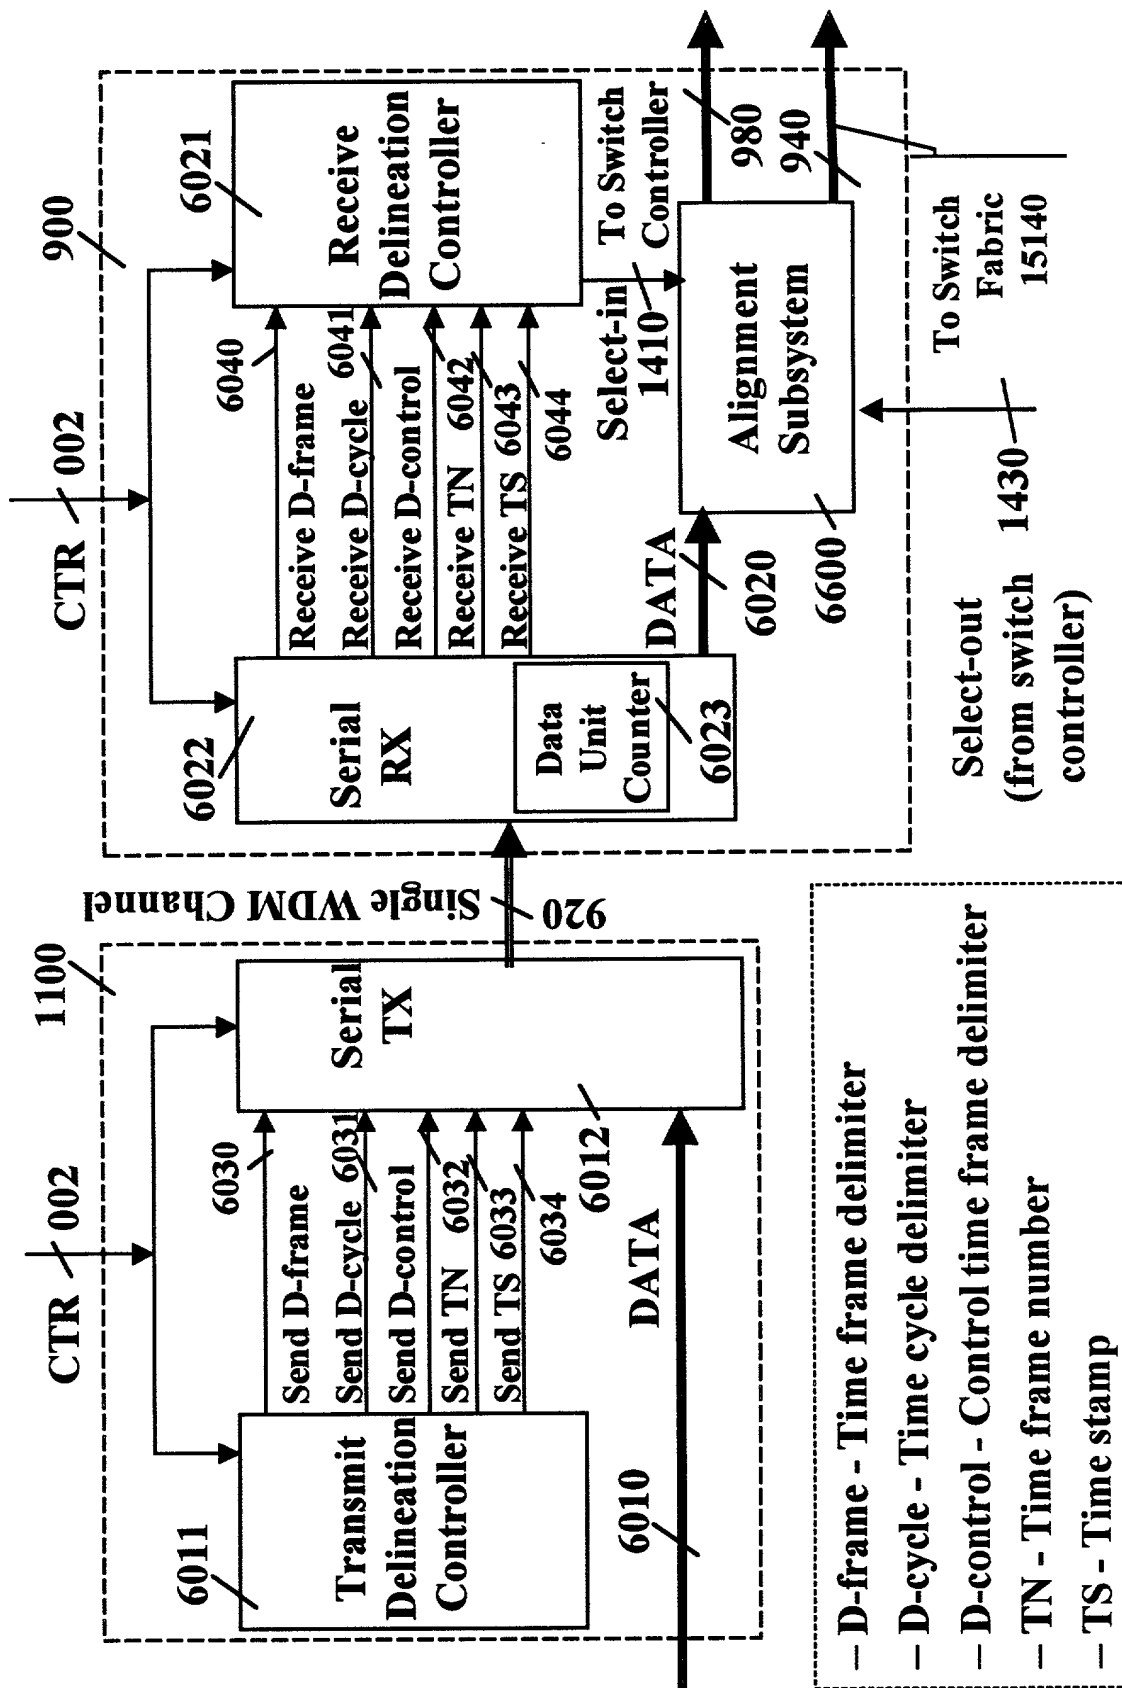 CTR
002
1100
6011
Transmit
Delineation
Controller
6030
Send D-frame
Send D-cycle
6031
Send D-control
Send TN
6032
Send TS
6033
6034
Serial
TX
6012
DATA
6010
Single WDM Channel
920
CTR
002
900
6022
Serial
RX
Data
Unit
Counter
6023
6040
Receive D-frame
Receive D-cycle
6041
Receive D-control
Receive TN
6042
Receive TS
6043
6044
6021
Receive
Delineation
Controller
DATA
6020
Select-in
1410
To Switch
Controller
980
940
Alignment
Subsystem
6600
To Switch
Fabric
15140
1430
Select-out
(from switch
controller)
– D-frame - Time frame delimiter
– D-cycle - Time cycle delimiter
– D-control - Control time frame delimiter
– TN - Time frame number
– TS - Time stamp